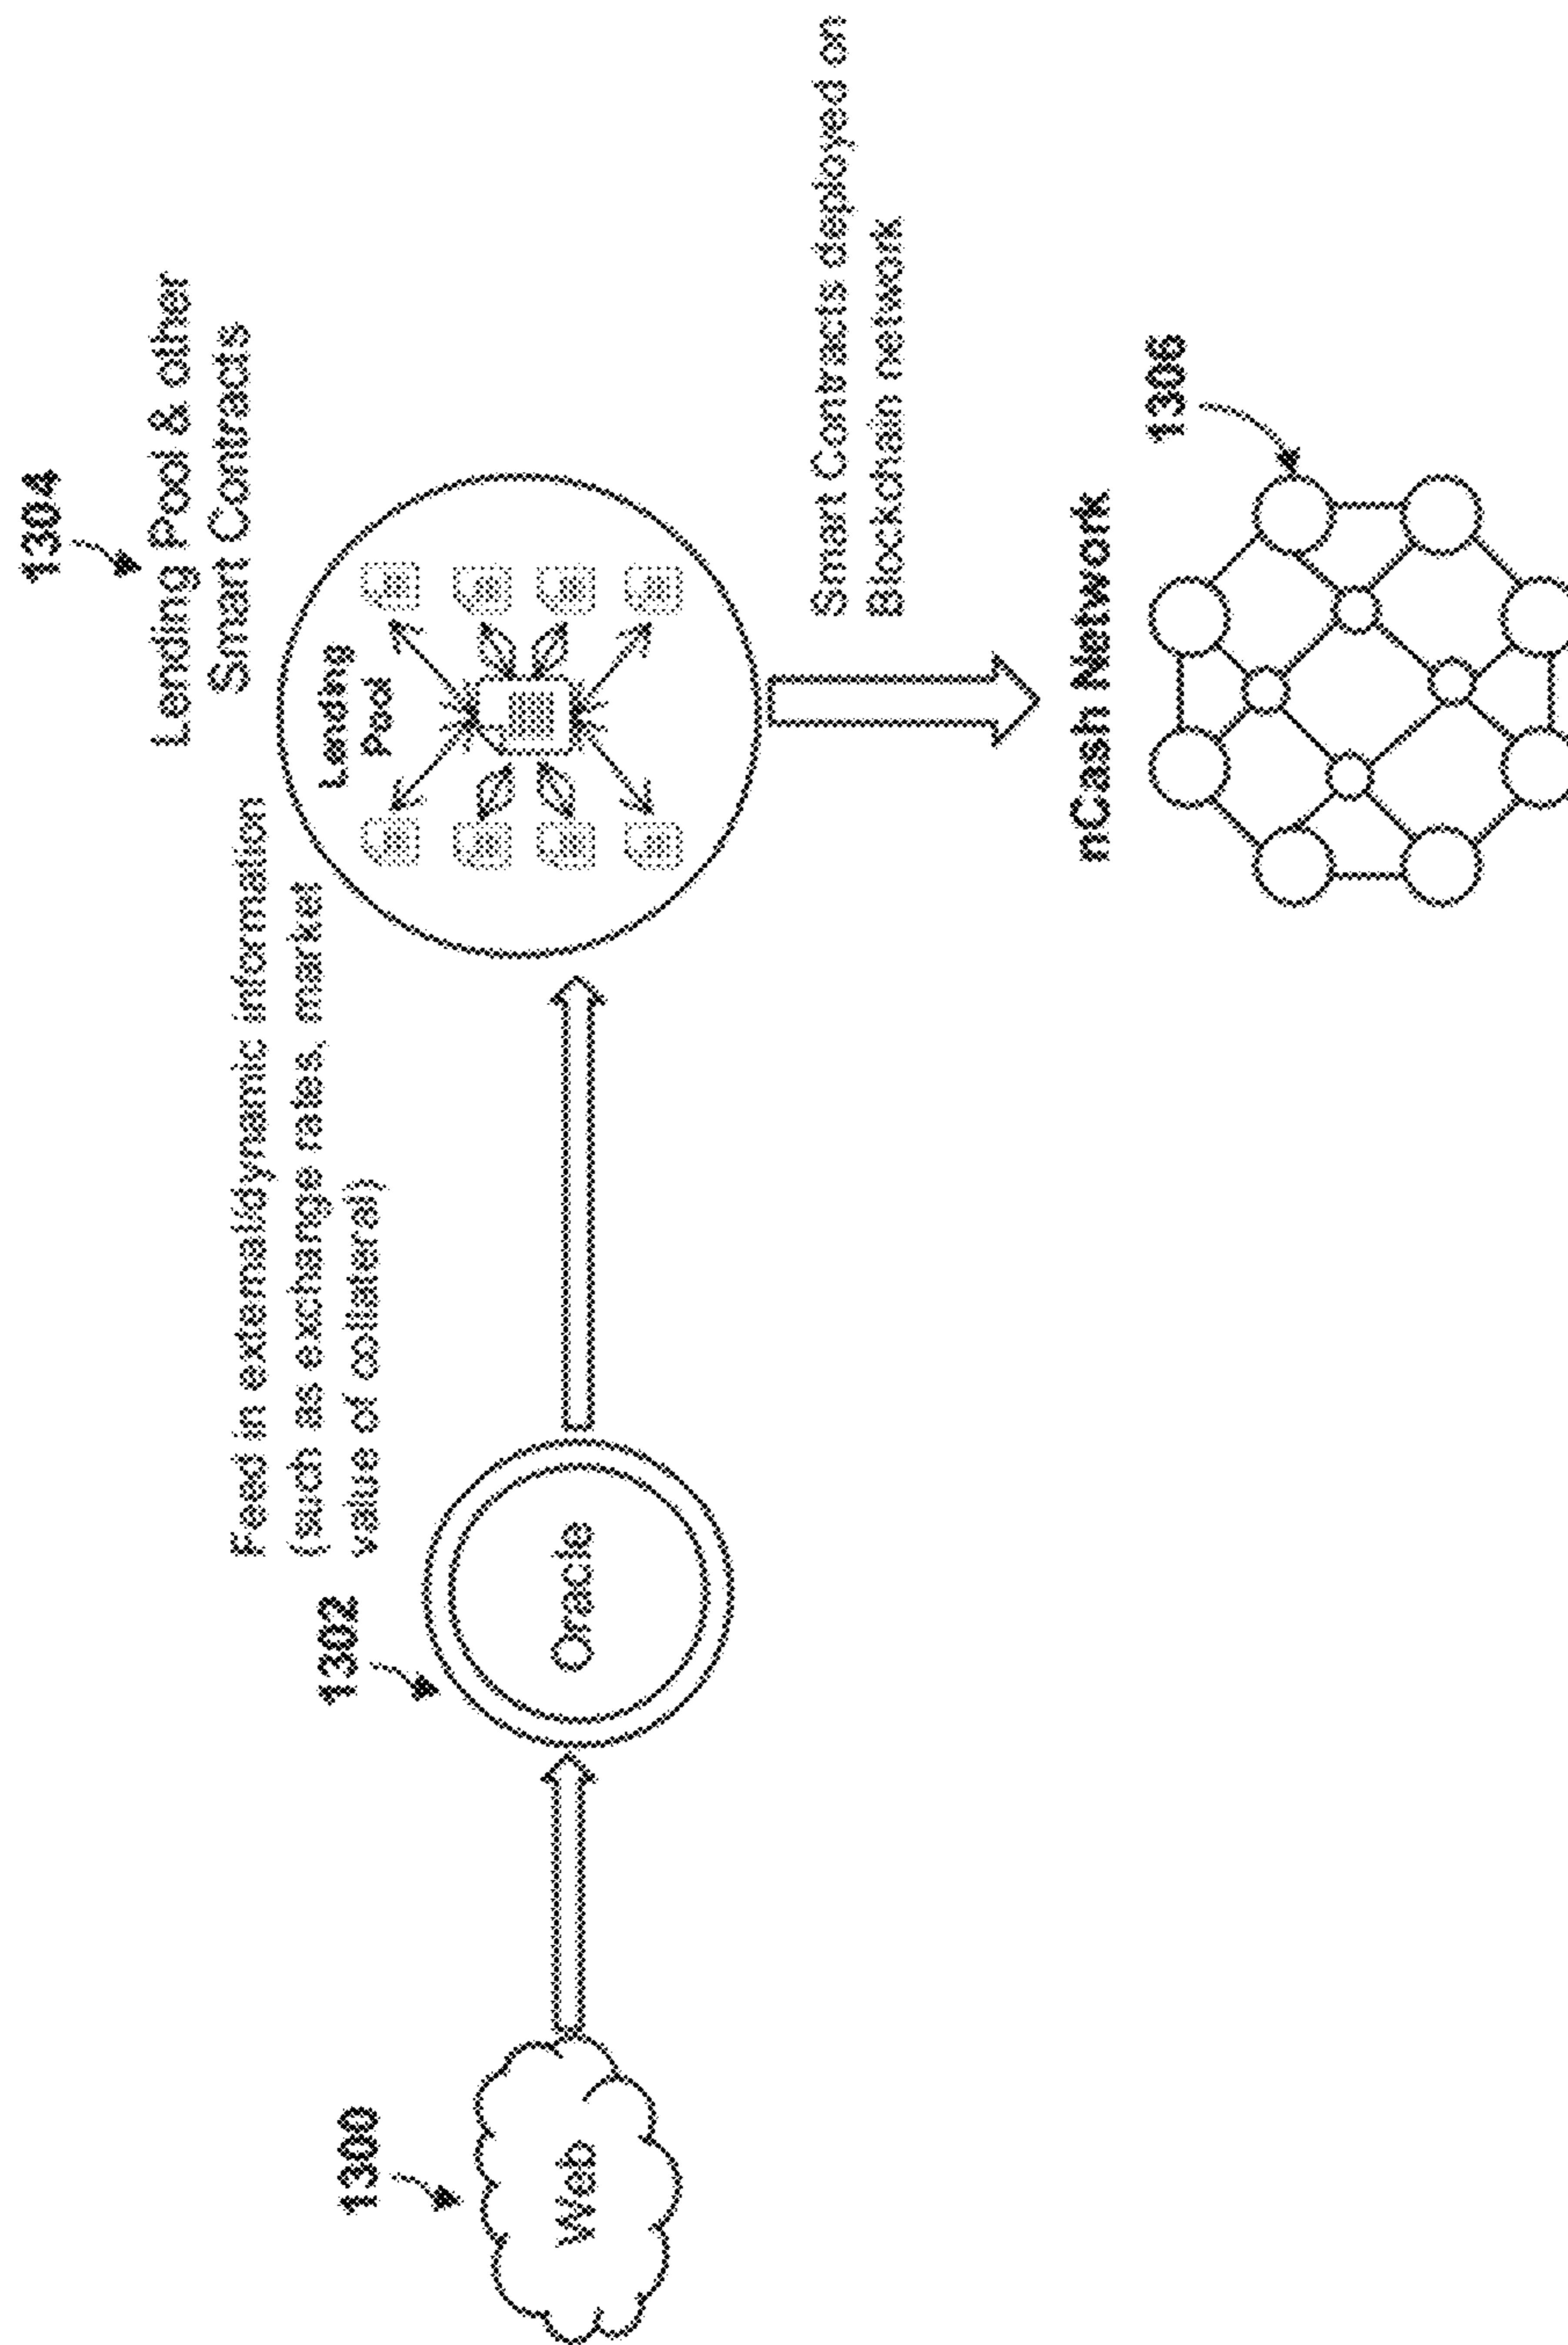 1300
Web
1302
Oracle
Feed in external/dynamic information
(such as exchange rates, market
value of collateral)
1304
Lending Pool & other
Smart Contracts
Lending
Pool
Smart Contracts deployed on
Blockchain network
nCash Network
1306